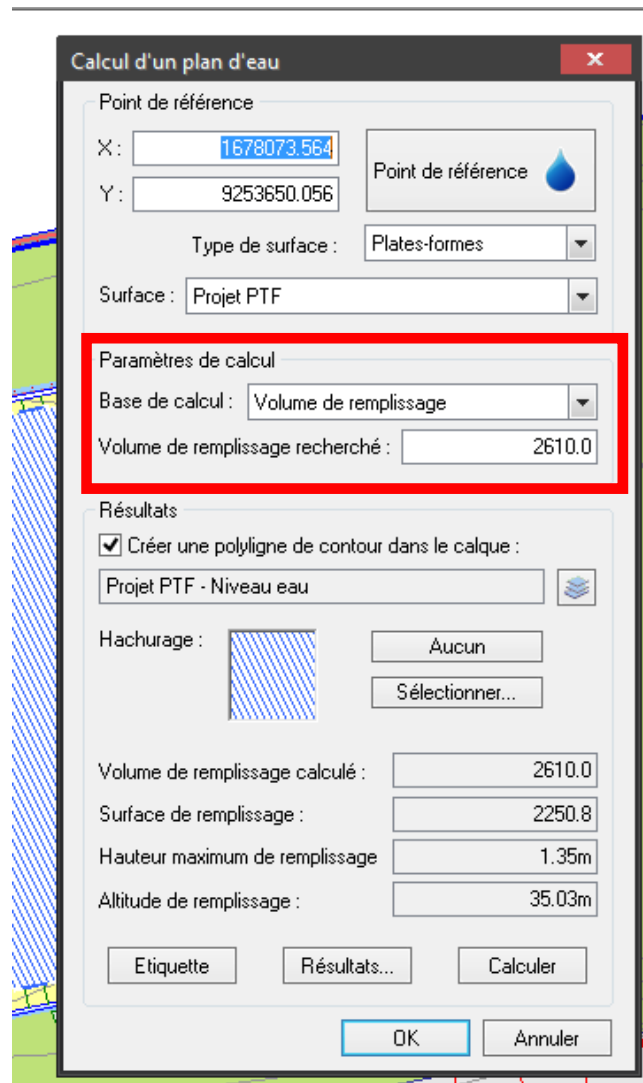 Calcul d'un plan d'eau
Point de référence
X : 1678073.564
Y : 9253650.056
Point de référence
Type de surface : Plates-formes
Surface : Projet PTF
Paramètres de calcul
Base de calcul : Volume de remplissage
Volume de remplissage recherché : 2610.0
Résultats
Créer une polyligne de contour dans le calque :
Projet PTF - Niveau eau
Hachurage :
Aucun
Sélectionner...
Volume de remplissage calculé : 2610.0
Surface de remplissage : 2250.8
Hauteur maximum de remplissage 1.35m
Altitude de remplissage : 35.03m
Etiquette Résultats... Calculer
OK Annuler